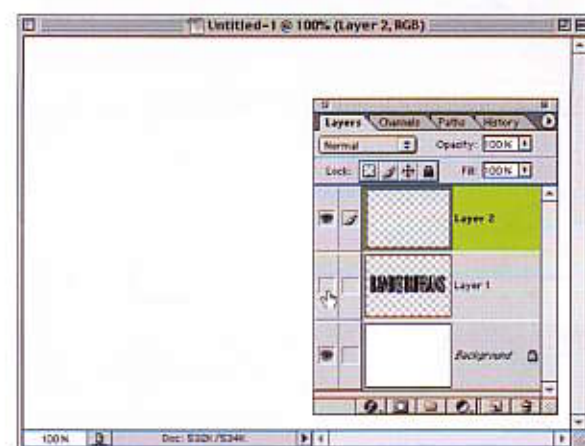 Untitled-1 @ 100% (Layer 2, RGB)
Layers Channels Paths History
Normal Opacity: 100%
Lock: Fill: 100%
Layer 2
Layer 1
Background
100% Doc: 532K/534K